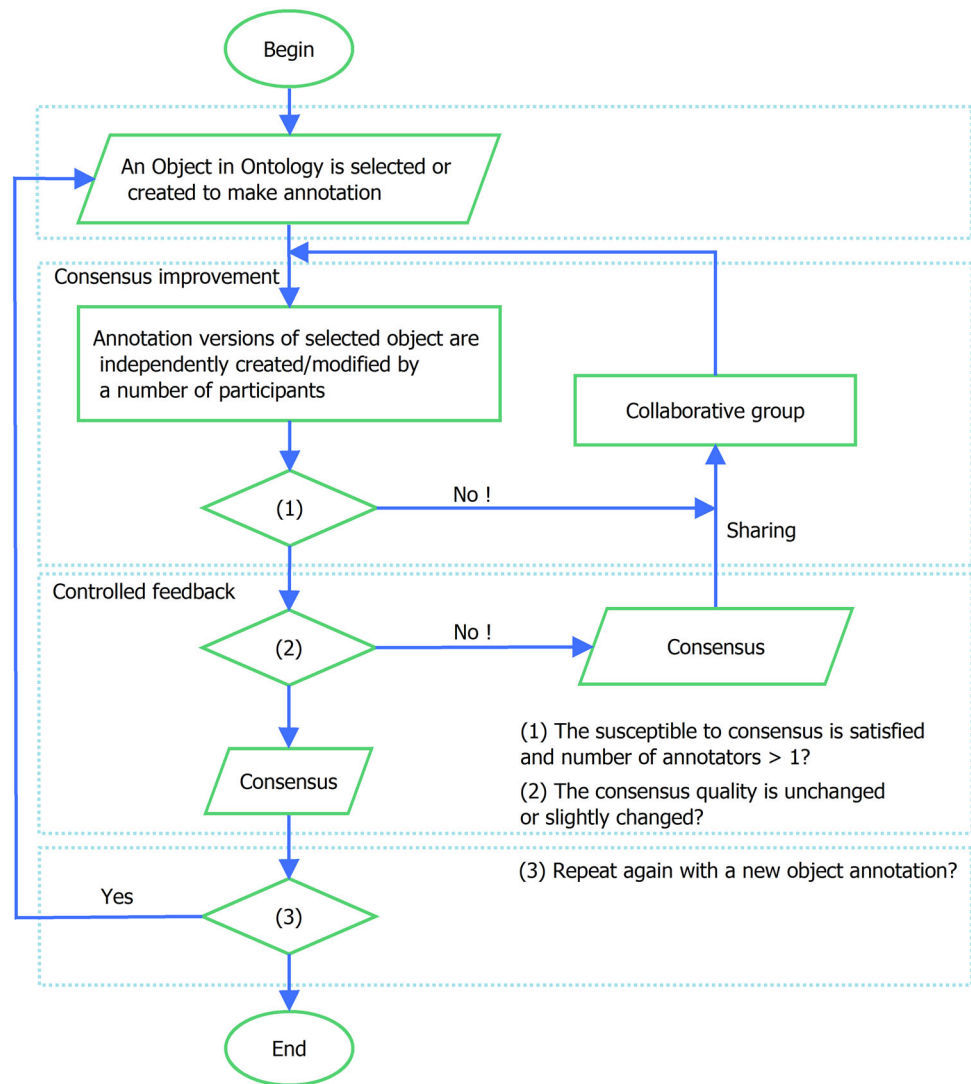 Begin
An Object in Ontology is selected or
created to make annotation
Consensus improvement
Annotation versions of selected object are
independently created/modified by
a number of participants
Collaborative group
(1)
No !
Sharing
Controlled feedback
(2)
No !
Consensus
Consensus
(1) The susceptible to consensus is satisfied
and number of annotators > 1?
(2) The consensus quality is unchanged
or slightly changed?
(3) Repeat again with a new object annotation?
Yes
(3)
End